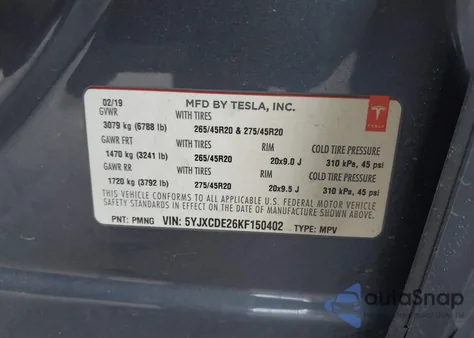 02/19 MFD BY TESLA, INC.
GVWR WITH TIRES
3079 kg (6788 lb) 265/45R20 & 275/45R20
GAWR FRT WITH TIRES RIM COLD TIRE PRESSURE
1470 kg (3241 lb) 265/45R20 20x9.0 J 310 kPa, 45 psi
GAWR RR WITH TIRES RIM COLD TIRE PRESSURE
1720 kg (3792 lb) 275/45R20 20x9.5 J 310 kPa, 45 psi
THIS VEHICLE CONFORMS TO ALL APPLICABLE U.S. FEDERAL MOTOR VEHICLE
SAFETY STANDARDS IN EFFECT ON THE DATE OF MANUFACTURE SHOWN ABOVE.
PNT: PMNG VIN: 5YJXCDE26KF150402 TYPE: MPV
TESLA
autoSnap